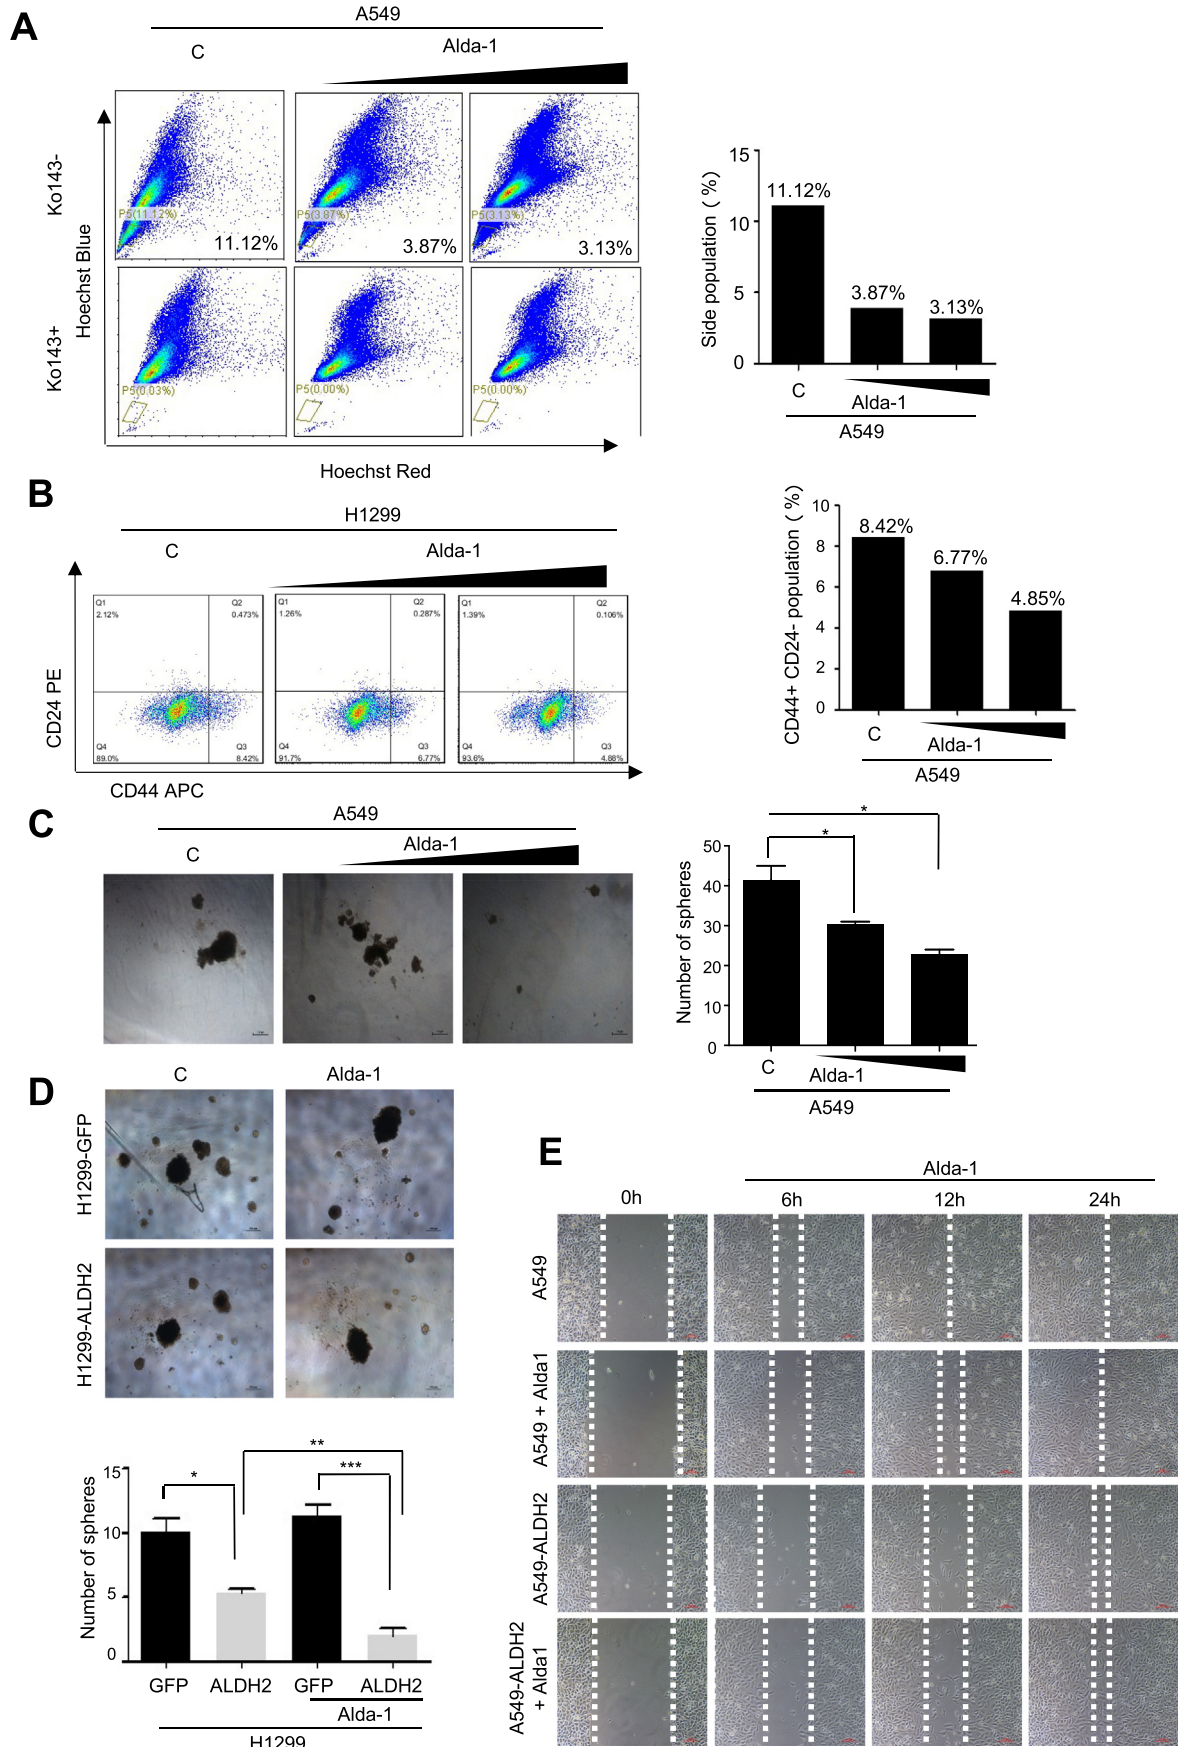 A
A549
C
Alda-1
Ko143-
Ko143+
Hoechst Blue
P5(11.12%)
11.12%
P5(3.87%)
3.87%
P5(3.13%)
3.13%
P5(0.03%)
P5(0.00%)
P5(0.00%)
Hoechst Red
Side population (%)
15
10
5
0
11.12%
3.87%
3.13%
C
Alda-1
A549
B
H1299
C
Alda-1
CD24 PE
Q1
2.12%
Q2
0.473%
Q4
89.0%
Q3
8.42%
Q1
1.26%
Q2
0.287%
Q4
91.7%
Q3
6.77%
Q1
1.39%
Q2
0.106%
Q4
93.6%
Q3
4.86%
CD44 APC
CD44+ CD24- population (%)
10
8
6
4
2
0
8.42%
6.77%
4.85%
C
Alda-1
A549
C
A549
C
Alda-1
Number of spheres
50
40
30
20
10
0
*
*
C
Alda-1
A549
D
C
Alda-1
H1299-GFP
H1299-ALDH2
Number of spheres
15
10
5
0
*
**
***
GFP
ALDH2
GFP
ALDH2
Alda-1
H1299
E
Alda-1
0h
6h
12h
24h
A549
A549 + Alda1
A549-ALDH2
A549-ALDH2
+ Alda1